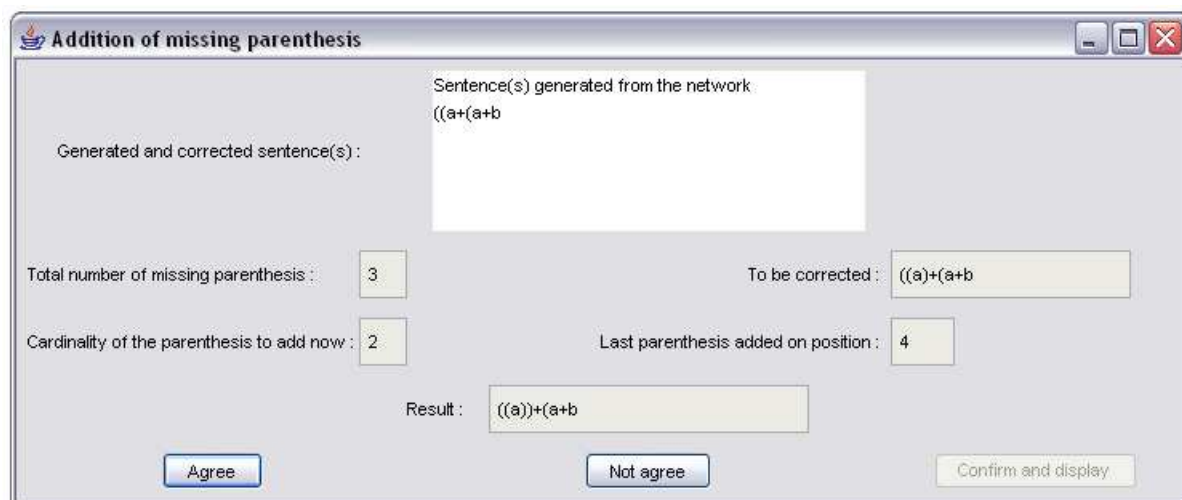 Addition of missing parenthesis
Sentence(s) generated from the network
((a+(a+b
Generated and corrected sentence(s) :
Total number of missing parenthesis : 3 To be corrected : ((a)+(a+b
Cardinality of the parenthesis to add now : 2 Last parenthesis added on position : 4
Result : ((a))+(a+b
Agree Not agree Confirm and display